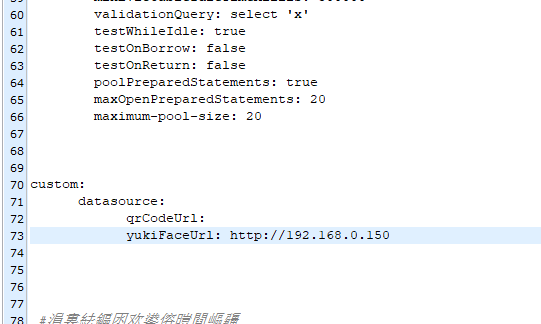 60 validationQuery: select 'x'
61 testWhileIdle: true
62 testOnBorrow: false
63 testOnReturn: false
64 poolPreparedStatements: true
65 maxOpenPreparedStatements: 20
66 maximum-pool-size: 20
67
68
69
70 custom:
71 datasource:
72 qrCodeUrl:
73 yukiFaceUrl: http://192.168.0.150
74
75
76
77
78